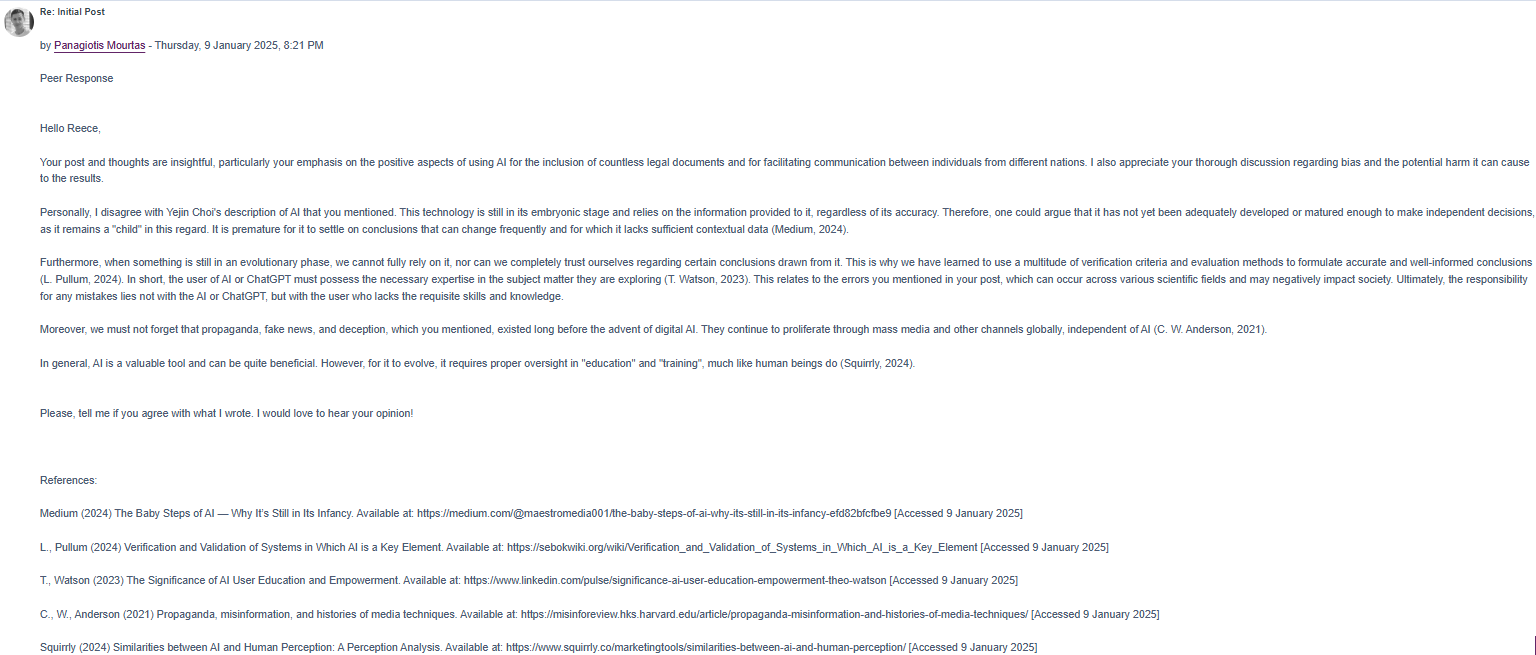 Re: Initial Post
by Panagiotis Mourtas - Thursday, 9 January 2025, 8:21 PM
Peer Response
Hello Reece,
Your post and thoughts are insightful, particularly your emphasis on the positive aspects of using AI for the inclusion of countless legal documents and for facilitating communication between individuals from different nations. I also appreciate your thorough discussion regarding bias and the potential harm it can cause
to the results.
Personally, I disagree with Yejin Choi's description of AI that you mentioned. This technology is still in its embryonic stage and relies on the information provided to it, regardless of its accuracy. Therefore, one could argue that it has not yet been adequately developed or matured enough to make independent decisions,
as it remains a "child" in this regard. It is premature for it to settle on conclusions that can change frequently and for which it lacks sufficient contextual data (Medium, 2024).
Furthermore, when something is still in an evolutionary phase, we cannot fully rely on it, nor can we completely trust ourselves regarding certain conclusions drawn from it. This is why we have learned to use a multitude of verification criteria and evaluation methods to formulate accurate and well-informed conclusions
(L. Pullum, 2024). In short, the user of AI or ChatGPT must possess the necessary expertise in the subject matter they are exploring (T. Watson, 2023). This relates to the errors you mentioned in your post, which can occur across various scientific fields and may negatively impact society. Ultimately, the responsibility
for any mistakes lies not with the AI or ChatGPT, but with the user who lacks the requisite skills and knowledge.
Moreover, we must not forget that propaganda, fake news, and deception, which you mentioned, existed long before the advent of digital AI. They continue to proliferate through mass media and other channels globally, independent of AI (C. W. Anderson, 2021).
In general, AI is a valuable tool and can be quite beneficial. However, for it to evolve, it requires proper oversight in "education" and "training", much like human beings do (Squirrly, 2024).
Please, tell me if you agree with what I wrote. I would love to hear your opinion!
References:
Medium (2024) The Baby Steps of AI — Why It's Still in Its Infancy. Available at: https://medium.com/@maestromedia001/the-baby-steps-of-ai-why-its-still-in-its-infancy-efd82bfcfbe9 [Accessed 9 January 2025]
L., Pullum (2024) Verification and Validation of Systems in Which AI is a Key Element. Available at: https://sebokwiki.org/wiki/Verification_and_Validation_of_Systems_in_Which_AI_is_a_Key_Element [Accessed 9 January 2025]
T., Watson (2023) The Significance of AI User Education and Empowerment. Available at: https://www.linkedin.com/pulse/significance-ai-user-education-empowerment-theo-watson [Accessed 9 January 2025]
C., W., Anderson (2021) Propaganda, misinformation, and histories of media techniques. Available at: https://misinforeview.hks.harvard.edu/article/propaganda-misinformation-and-histories-of-media-techniques/ [Accessed 9 January 2025]
Squirrly (2024) Similarities between AI and Human Perception: A Perception Analysis. Available at: https://www.squirrly.co/marketingtools/similarities-between-ai-and-human-perception/ [Accessed 9 January 2025]